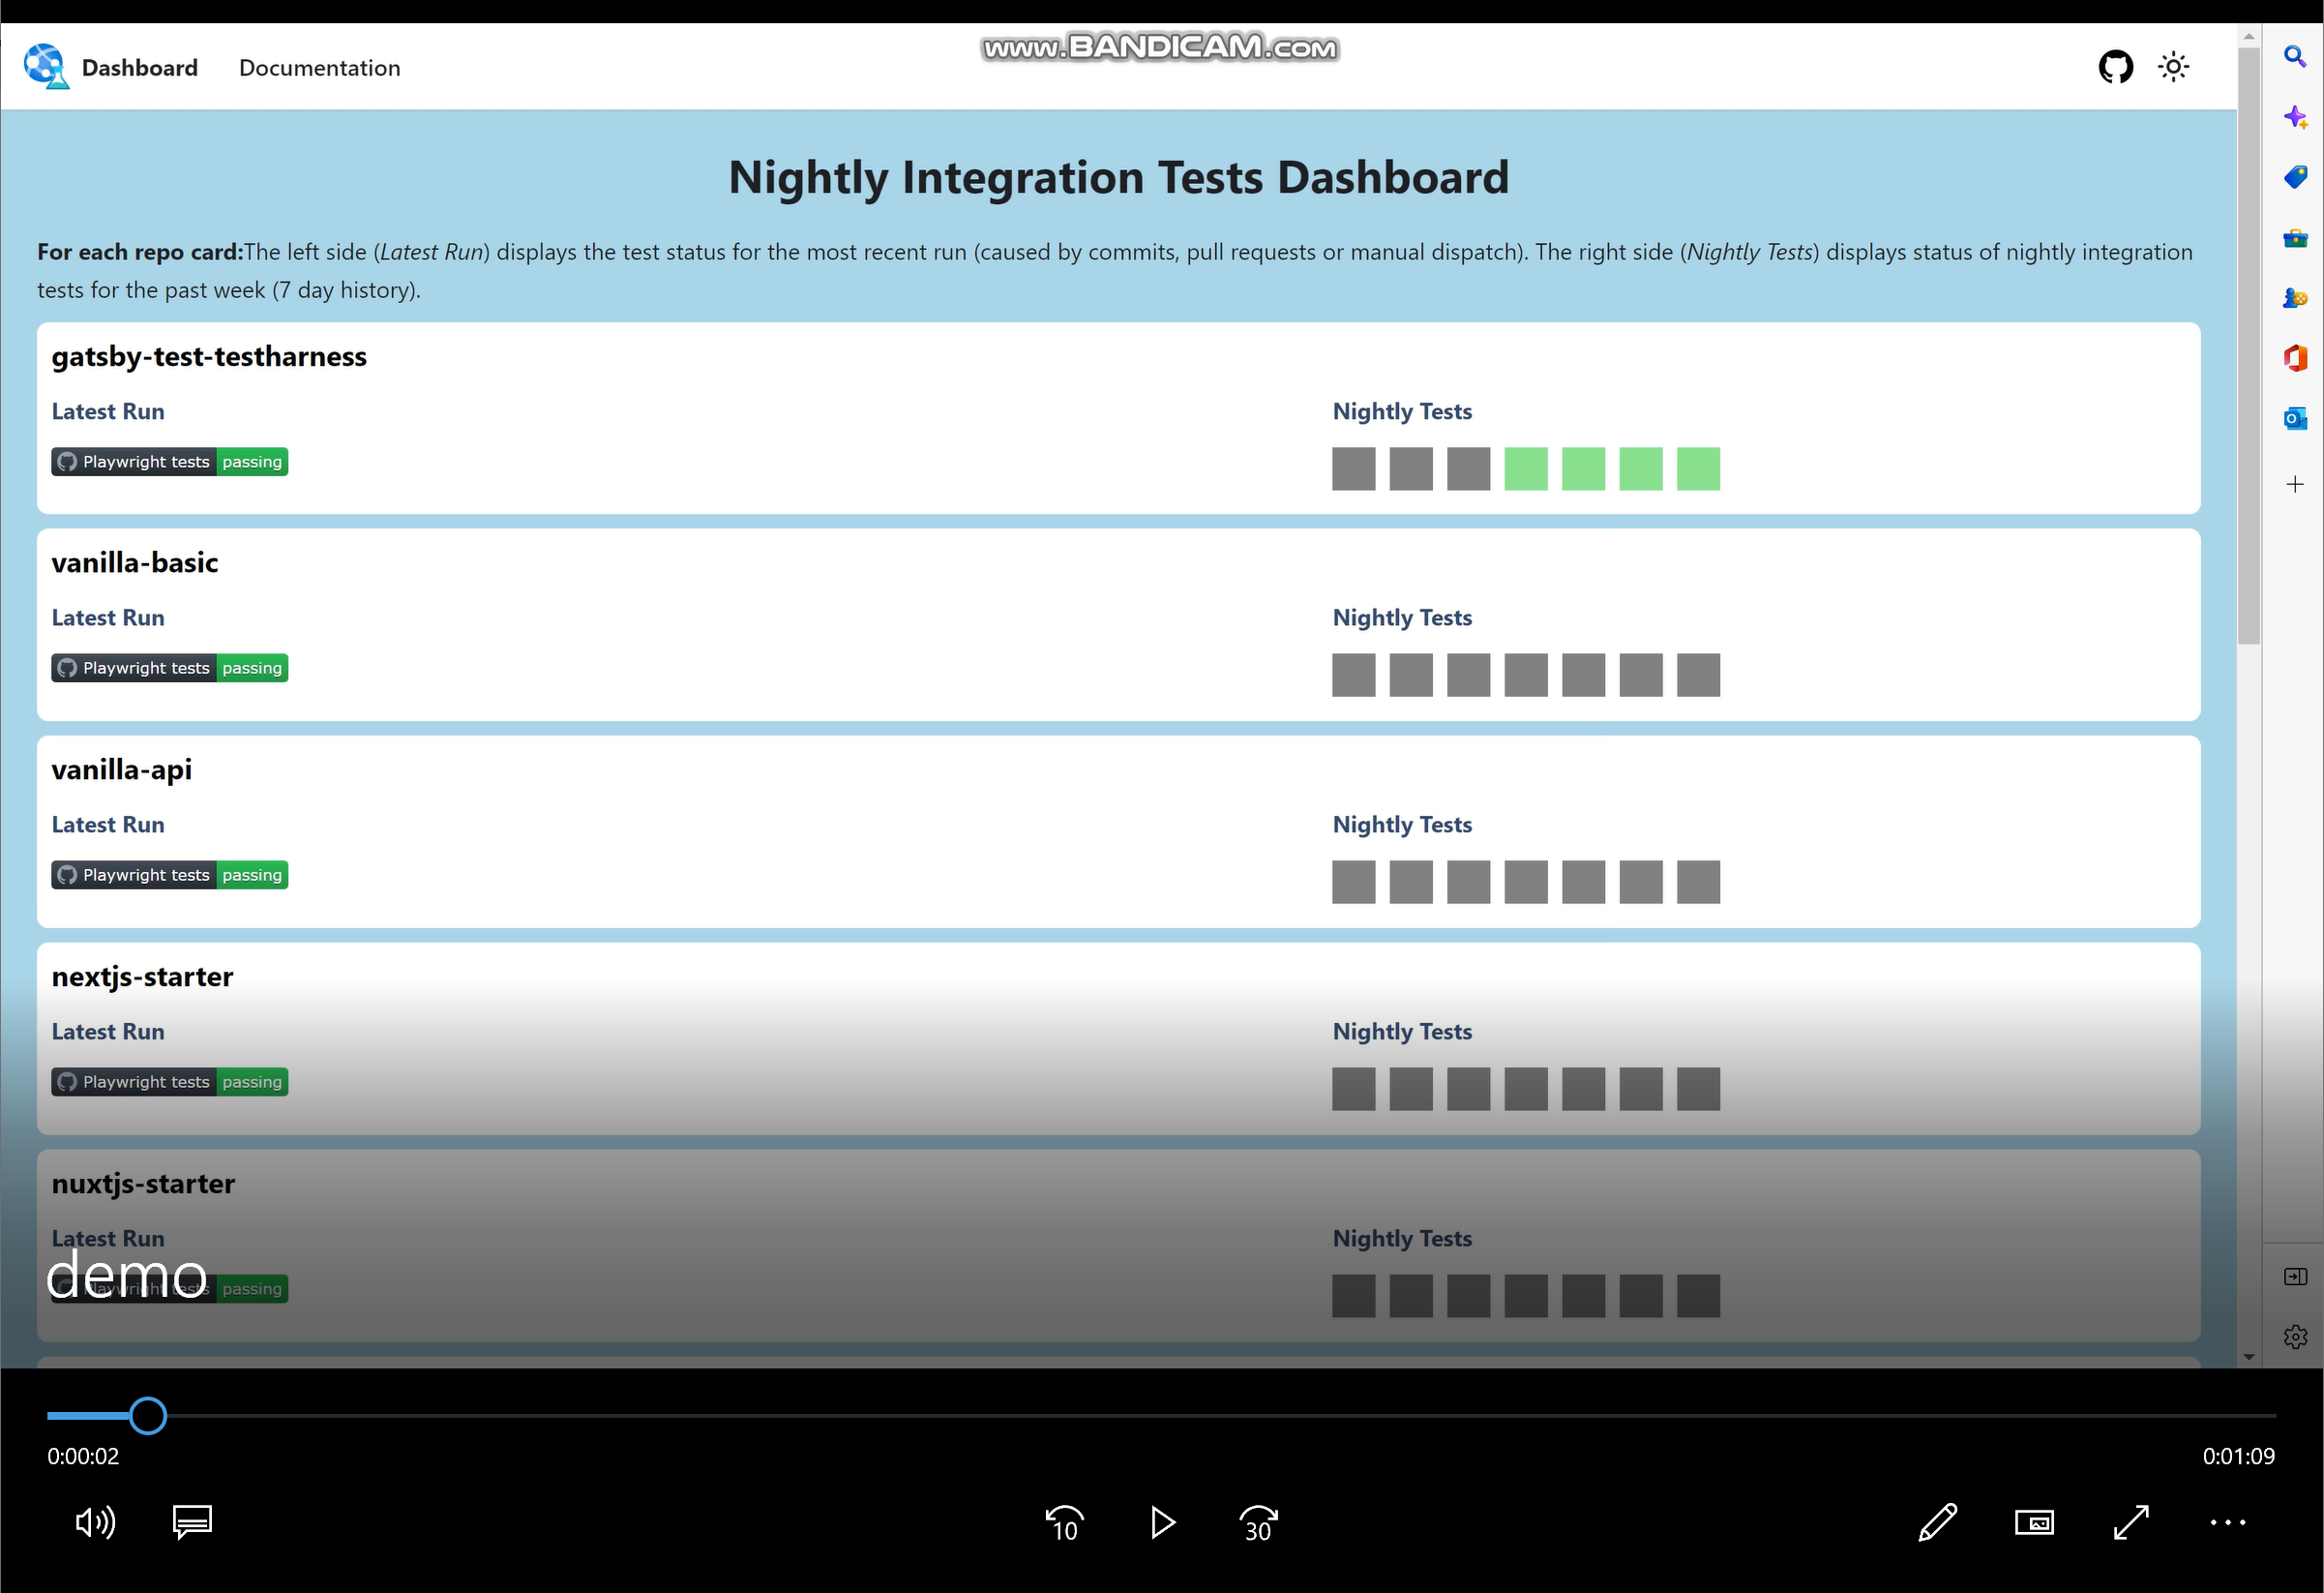 www.BANDICAM.com
Dashboard Documentation
Nightly Integration Tests Dashboard
For each repo card:The left side (Latest Run) displays the test status for the most recent run (caused by commits, pull requests or manual dispatch). The right side (Nightly Tests) displays status of nightly integration
tests for the past week (7 day history).
gatsby-test-testharness
Latest Run Nightly Tests
Playwright tests passing
vanilla-basic
Latest Run Nightly Tests
Playwright tests passing
vanilla-api
Latest Run Nightly Tests
Playwright tests passing
nextjs-starter
Latest Run Nightly Tests
Playwright tests passing
nuxtjs-starter
Latest Run Nightly Tests
demo
Playwright tests passing
0:00:02 0:01:09
10 30